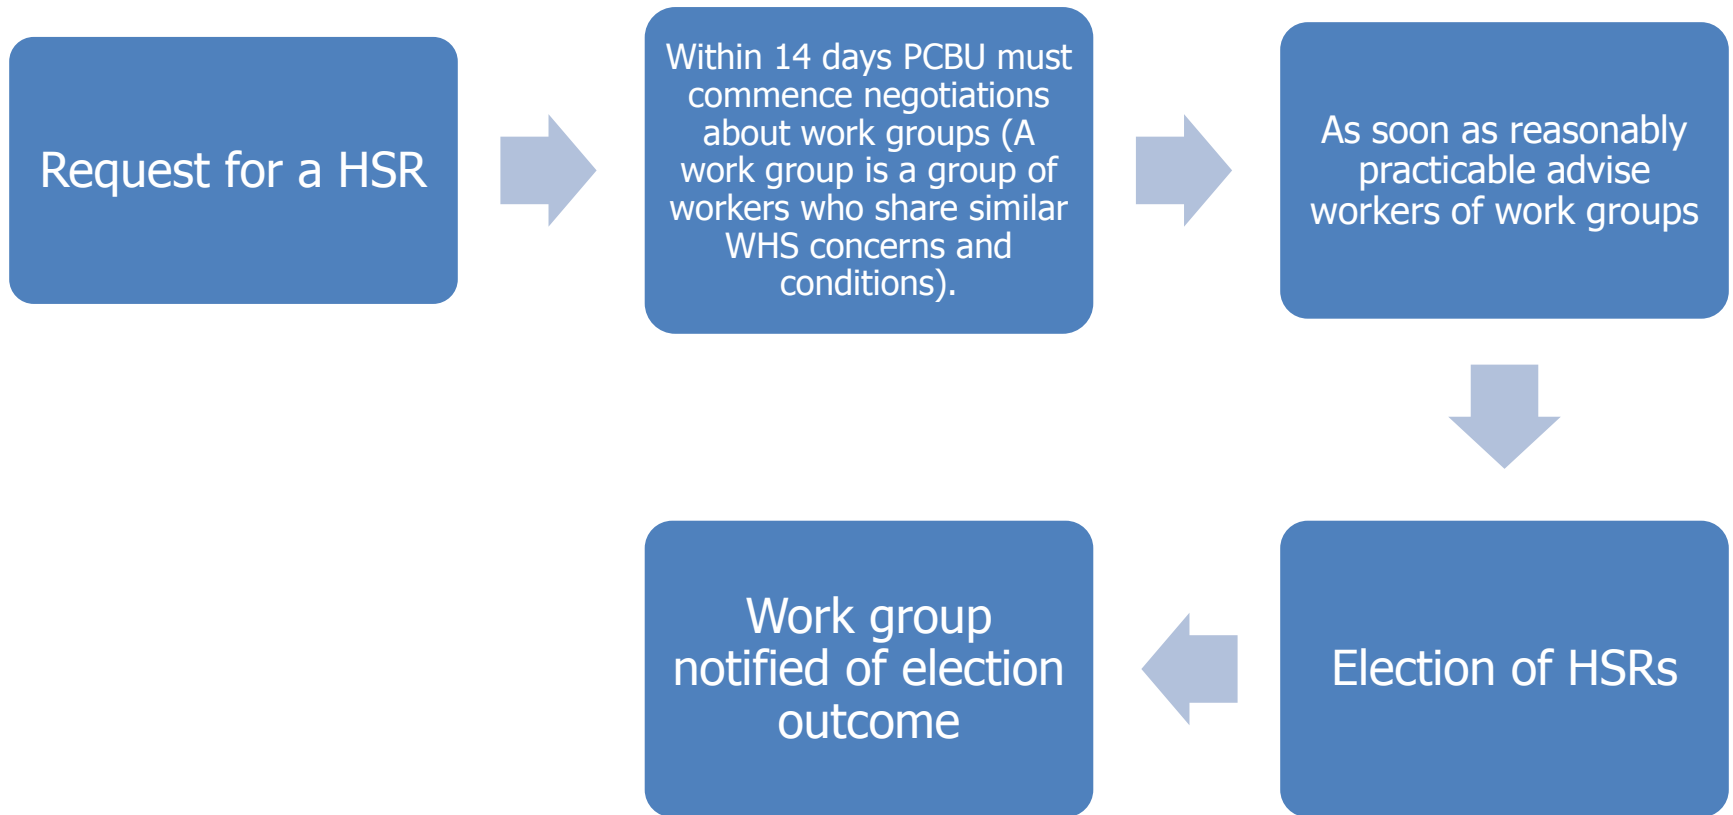 Request for a HSR
Within 14 days PCBU must
commence negotiations
about work groups (A
work group is a group of
workers who share similar
WHS concerns and
conditions).
As soon as reasonably
practicable advise
workers of work groups
Election of HSRs
Work group
notified of election
outcome